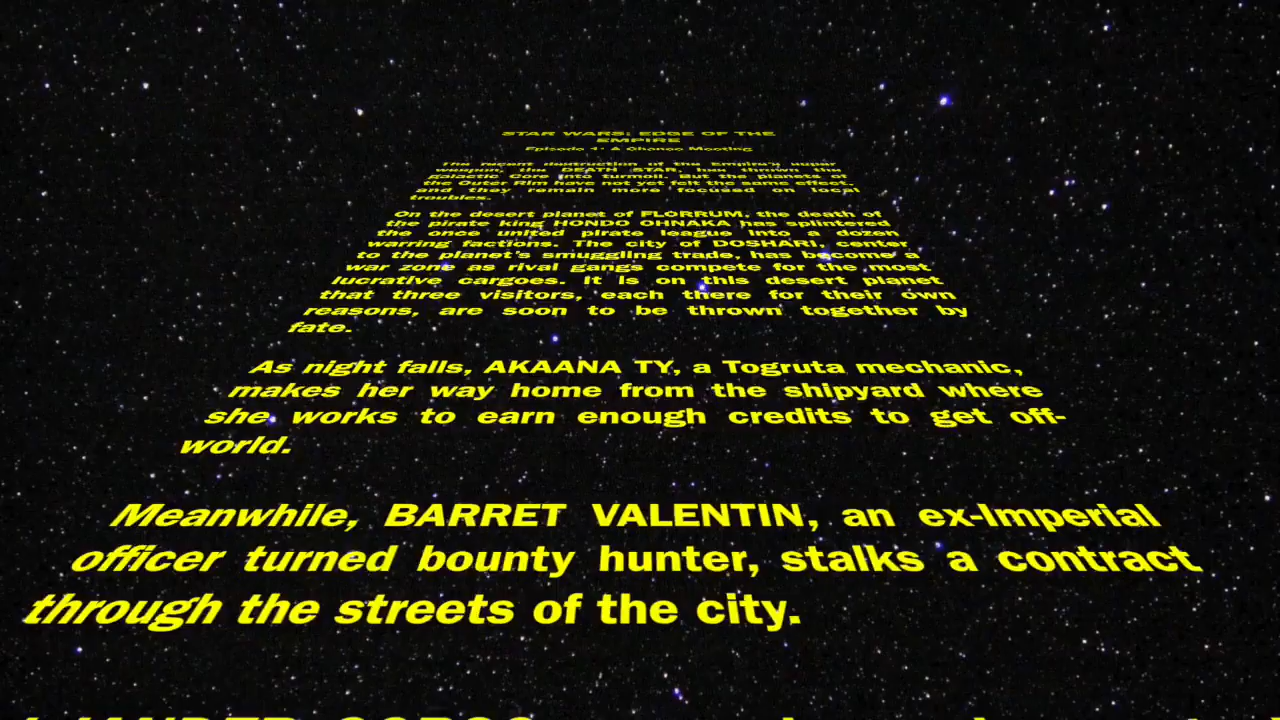 STAR WARS: EDGE OF THE
EMPIRE
Episode 1: A Chance Meeting
The recent destruction of the Empire's super
weapon, the DEATH STAR, has thrown the
galactic Core into turmoil. But the planets of
the Outer Rim have not yet felt the same effect,
and they remain more focused on local
troubles.
On the desert planet of FLORRUM, the death of
the pirate king HONDO OHNAKA has splintered
the once united pirate league into a dozen
warring factions. The city of DOSHARI, center
to the planet's smuggling trade, has become a
war zone as rival gangs compete for the most
lucrative cargoes. It is on this desert planet
that three visitors, each there for their own
reasons, are soon to be thrown together by
fate.
As night falls, AKAANA TY, a Togruta mechanic,
makes her way home from the shipyard where
she works to earn enough credits to get off-
world.
Meanwhile, BARRET VALENTIN, an ex-Imperial
officer turned bounty hunter, stalks a contract
through the streets of the city.